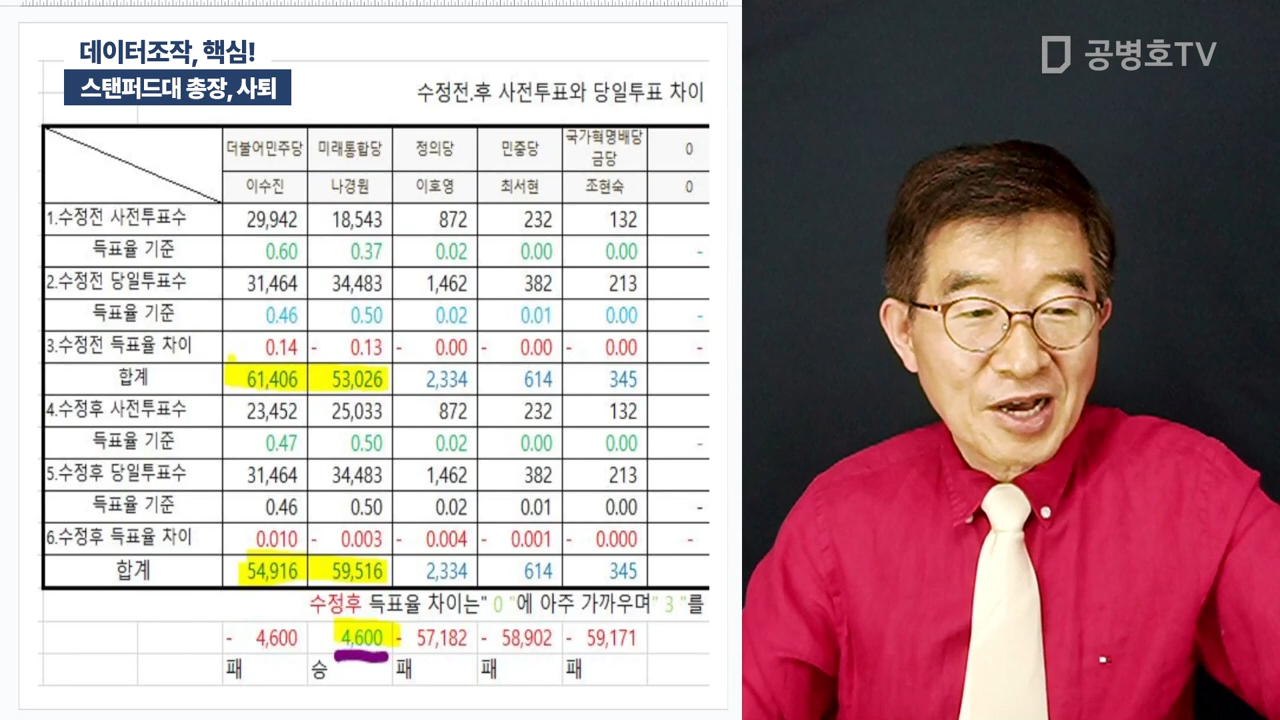 데이터조작, 핵심!
스탠퍼드대 총장, 사퇴
공병호TV
수정전.후 사전투표와 당일투표 차이
더불어민주당 미래통합당 정의당 민중당 국가혁명배당금당 0
이수진 나경원 이호영 최서현 조현숙 0
1.수정전 사전투표수 29,942 18,543 872 232 132
득표율 기준 0.60 0.37 0.02 0.00 0.00 -
2.수정전 당일투표수 31,464 34,483 1,462 382 213
득표율 기준 0.46 0.50 0.02 0.01 0.00 -
3.수정전 득표율 차이 0.14 - 0.13 - 0.00 - 0.00 - 0.00
합계 61,406 53,026 2,334 614 345
4.수정후 사전투표수 23,452 25,033 872 232 132
득표율 기준 0.47 0.50 0.02 0.00 0.00 -
5.수정후 당일투표수 31,464 34,483 1,462 382 213
득표율 기준 0.46 0.50 0.02 0.01 0.00 -
6.수정후 득표율 차이 0.010 - 0.003 - 0.004 - 0.001 - 0.000 -
합계 54,916 59,516 2,334 614 345
수정후 득표율 차이는" 0 "에 아주 가까우며" 3 "를
- 4,600 4,600 - 57,182 - 58,902 - 59,171
패 승 패 패 패